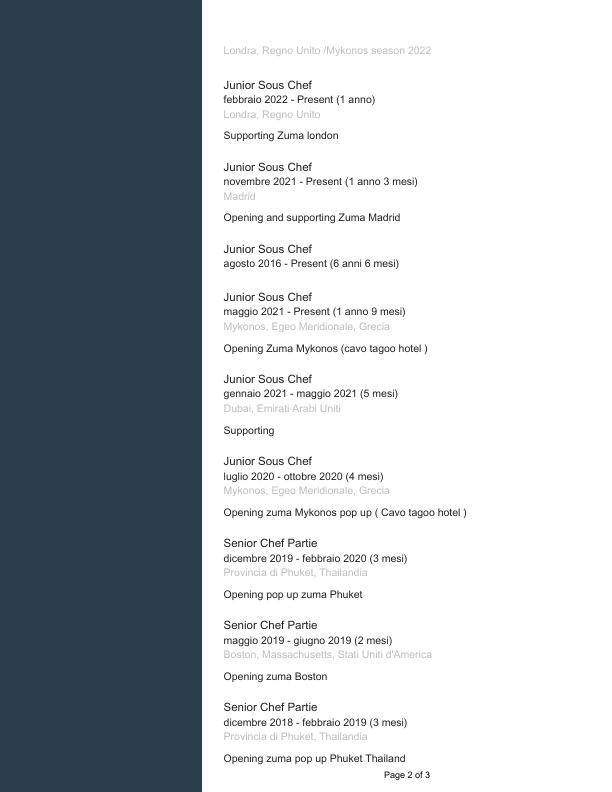 Londra, Regno Unito /Mykonos season 2022
Junior Sous Chef
febbraio 2022 - Present (1 anno)
Londra, Regno Unito
Supporting Zuma london
Junior Sous Chef
novembre 2021 - Present (1 anno 3 mesi)
Madrid
Opening and supporting Zuma Madrid
Junior Sous Chef
agosto 2016 - Present (6 anni 6 mesi)
Junior Sous Chef
maggio 2021 - Present (1 anno 9 mesi)
Mykonos, Egeo Meridionale, Grecia
Opening Zuma Mykonos (cavo tagoo hotel )
Junior Sous Chef
gennaio 2021 - maggio 2021 (5 mesi)
Dubai, Emirati Arabi Uniti
Supporting
Junior Sous Chef
luglio 2020 - ottobre 2020 (4 mesi)
Mykonos, Egeo Meridionale, Grecia
Opening zuma Mykonos pop up ( Cavo tagoo hotel )
Senior Chef Partie
dicembre 2019 - febbraio 2020 (3 mesi)
Provincia di Phuket, Thailandia
Opening pop up zuma Phuket
Senior Chef Partie
maggio 2019 - giugno 2019 (2 mesi)
Boston, Massachusetts, Stati Uniti d'America
Opening zuma Boston
Senior Chef Partie
dicembre 2018 - febbraio 2019 (3 mesi)
Provincia di Phuket, Thailandia
Opening zuma pop up Phuket Thailand
Page 2 of 3